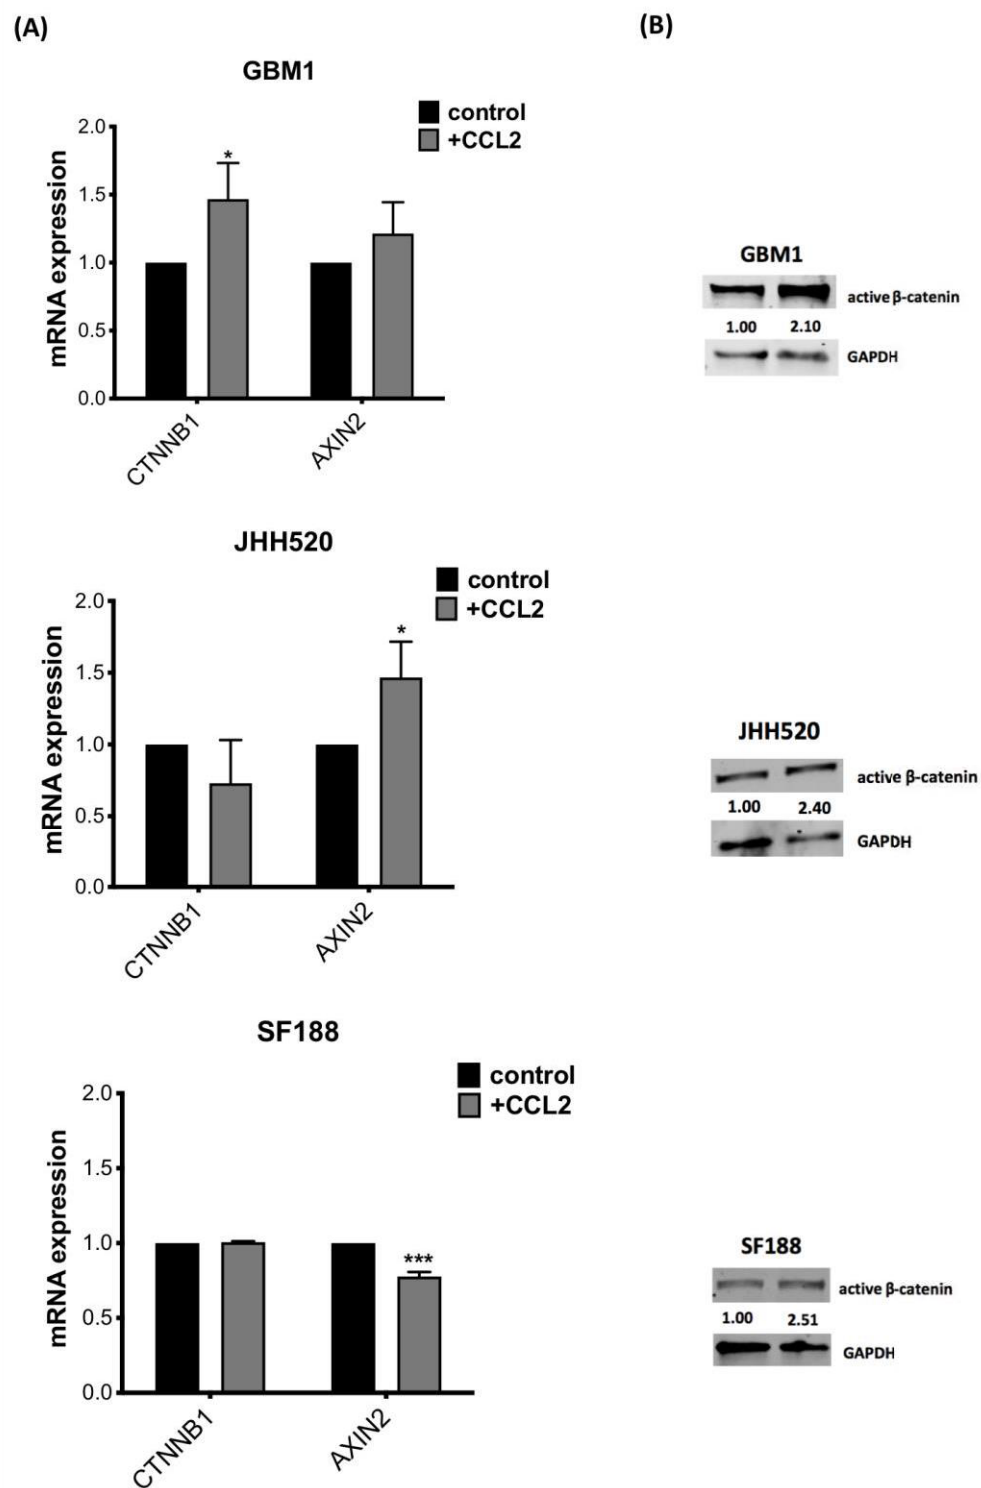 (A)
GBM1
control
+CCL2
mRNA expression
2.0
*
1.5
1.0
0.5
0.0
CTNNB1
AXIN2
JHH520
control
+CCL2
mRNA expression
2.0
*
1.5
1.0
0.5
0.0
CTNNB1
AXIN2
SF188
control
+CCL2
mRNA expression
2.0
1.5
1.0
***
0.5
0.0
CTNNB1
AXIN2
(B)
GBM1
active β-catenin
1.00 2.10
GAPDH
JHH520
active β-catenin
1.00 2.40
GAPDH
SF188
active β-catenin
1.00 2.51
GAPDH